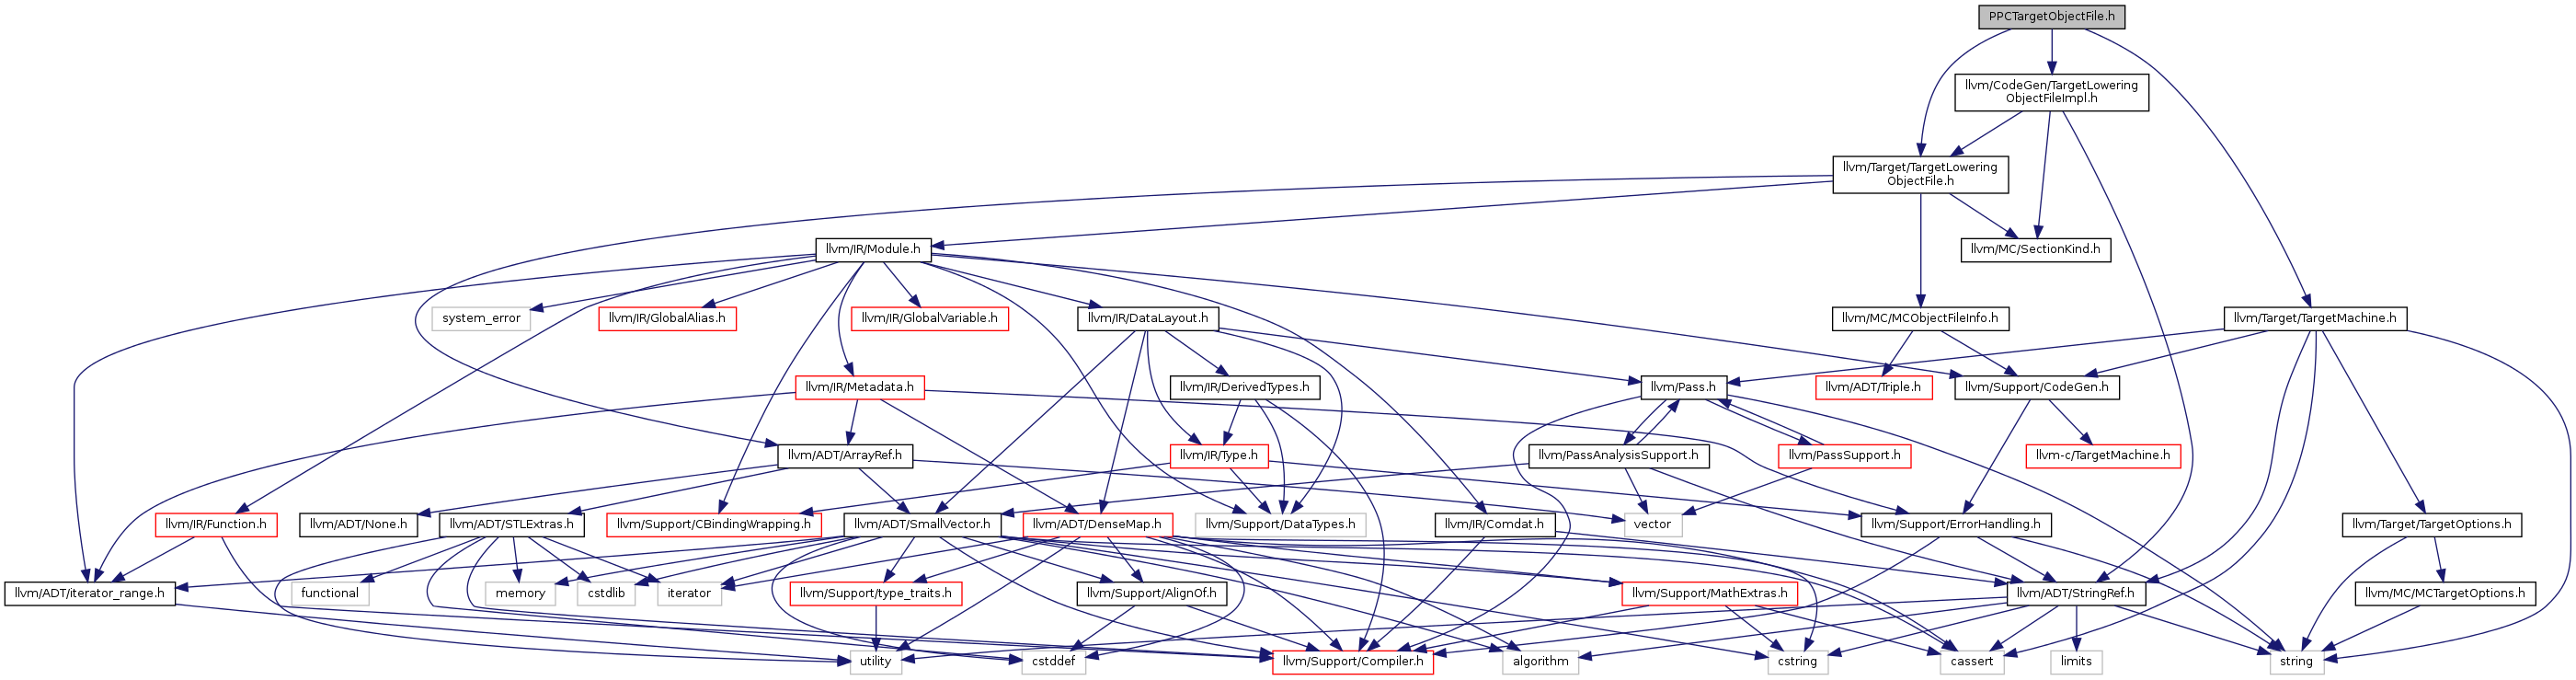 PPCTargetObjectFile.h
llvm/CodeGen/TargetLowering
ObjectFileImpl.h
llvm/Target/TargetLowering
ObjectFile.h
llvm/IR/Module.h
llvm/MC/SectionKind.h
system_error
llvm/IR/GlobalAlias.h
llvm/IR/GlobalVariable.h
llvm/IR/DataLayout.h
llvm/MC/MCObjectFileInfo.h
llvm/Target/TargetMachine.h
llvm/IR/Metadata.h
llvm/IR/DerivedTypes.h
llvm/Pass.h
llvm/ADT/Triple.h
llvm/Support/CodeGen.h
llvm/ADT/ArrayRef.h
llvm/IR/Type.h
llvm/PassAnalysisSupport.h
llvm/PassSupport.h
llvm-c/TargetMachine.h
llvm/IR/Function.h
llvm/ADT/None.h
llvm/ADT/STLExtras.h
llvm/Support/CBindingWrapping.h
llvm/ADT/SmallVector.h
llvm/ADT/DenseMap.h
llvm/Support/DataTypes.h
llvm/IR/Comdat.h
vector
llvm/Support/ErrorHandling.h
llvm/Target/TargetOptions.h
llvm/ADT/iterator_range.h
functional
memory
cstdlib
iterator
llvm/Support/type_traits.h
llvm/Support/AlignOf.h
llvm/Support/MathExtras.h
llvm/ADT/StringRef.h
llvm/MC/MCTargetOptions.h
utility
cstddef
llvm/Support/Compiler.h
algorithm
cstring
cassert
limits
string